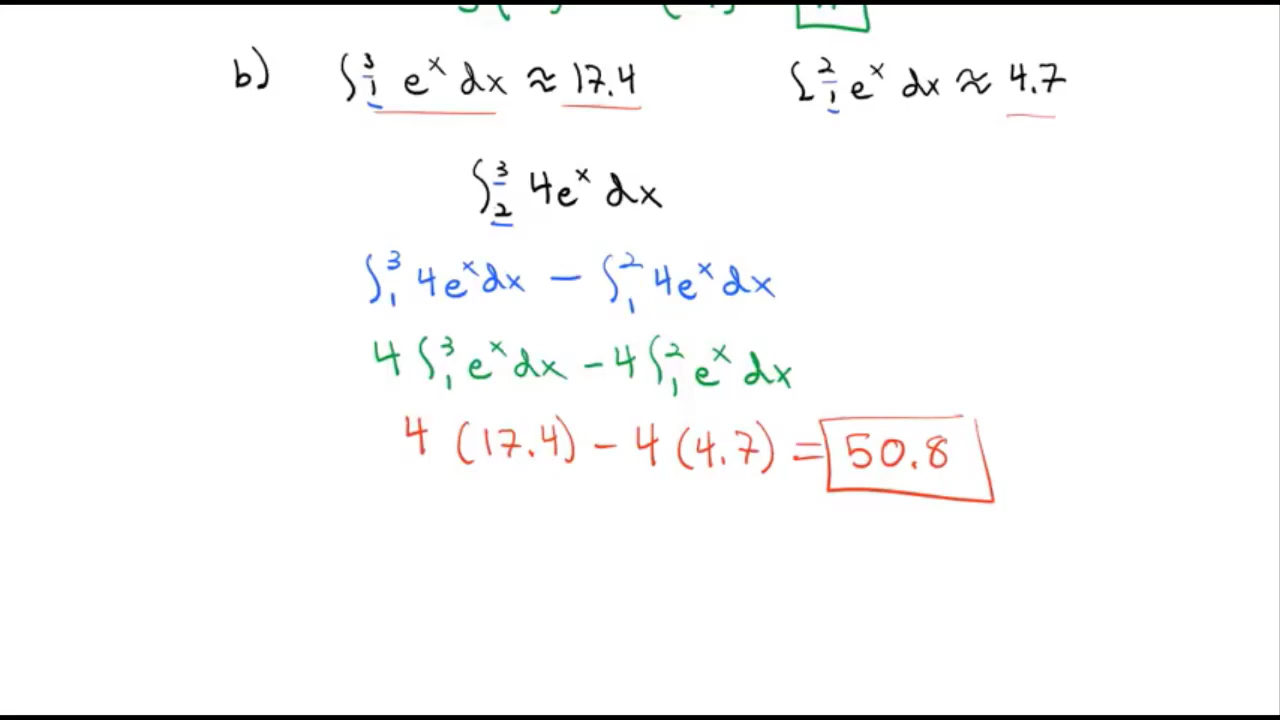 b) ∫₁³ eˣ dx ≈ 17.4 ∫₁² eˣ dx ≈ 4.7
∫₂³ 4eˣ dx
∫₁³ 4eˣ dx − ∫₁² 4eˣ dx
4 ∫₁³ eˣ dx − 4 ∫₁² eˣ dx
4 (17.4) − 4 (4.7) = 50.8